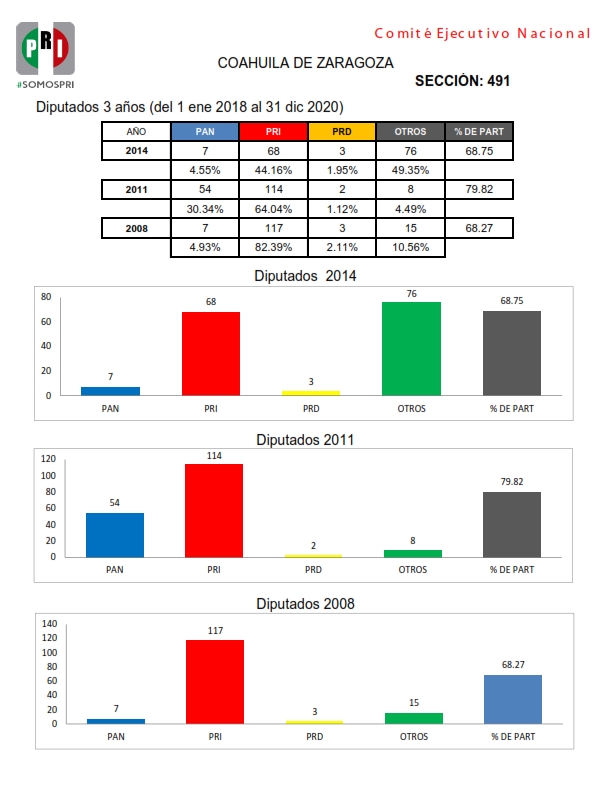 Comité Ejecutivo Nacional
PRI
#SOMOSPRI
COAHUILA DE ZARAGOZA
SECCIÓN: 491
Diputados 3 años (del 1 ene 2018 al 31 dic 2020)
AÑO PAN PRI PRD OTROS % DE PART
2014 7 68 3 76 68.75
4.55% 44.16% 1.95% 49.35%
2011 54 114 2 8 79.82
30.34% 64.04% 1.12% 4.49%
2008 7 117 3 15 68.27
4.93% 82.39% 2.11% 10.56%
Diputados 2014
80
60
40
20
0
7 68 3 76 68.75
PAN PRI PRD OTROS % DE PART
Diputados 2011
120
100
80
60
40
20
0
54 114 2 8 79.82
PAN PRI PRD OTROS % DE PART
Diputados 2008
140
120
100
80
60
40
20
0
7 117 3 15 68.27
PAN PRI PRD OTROS % DE PART